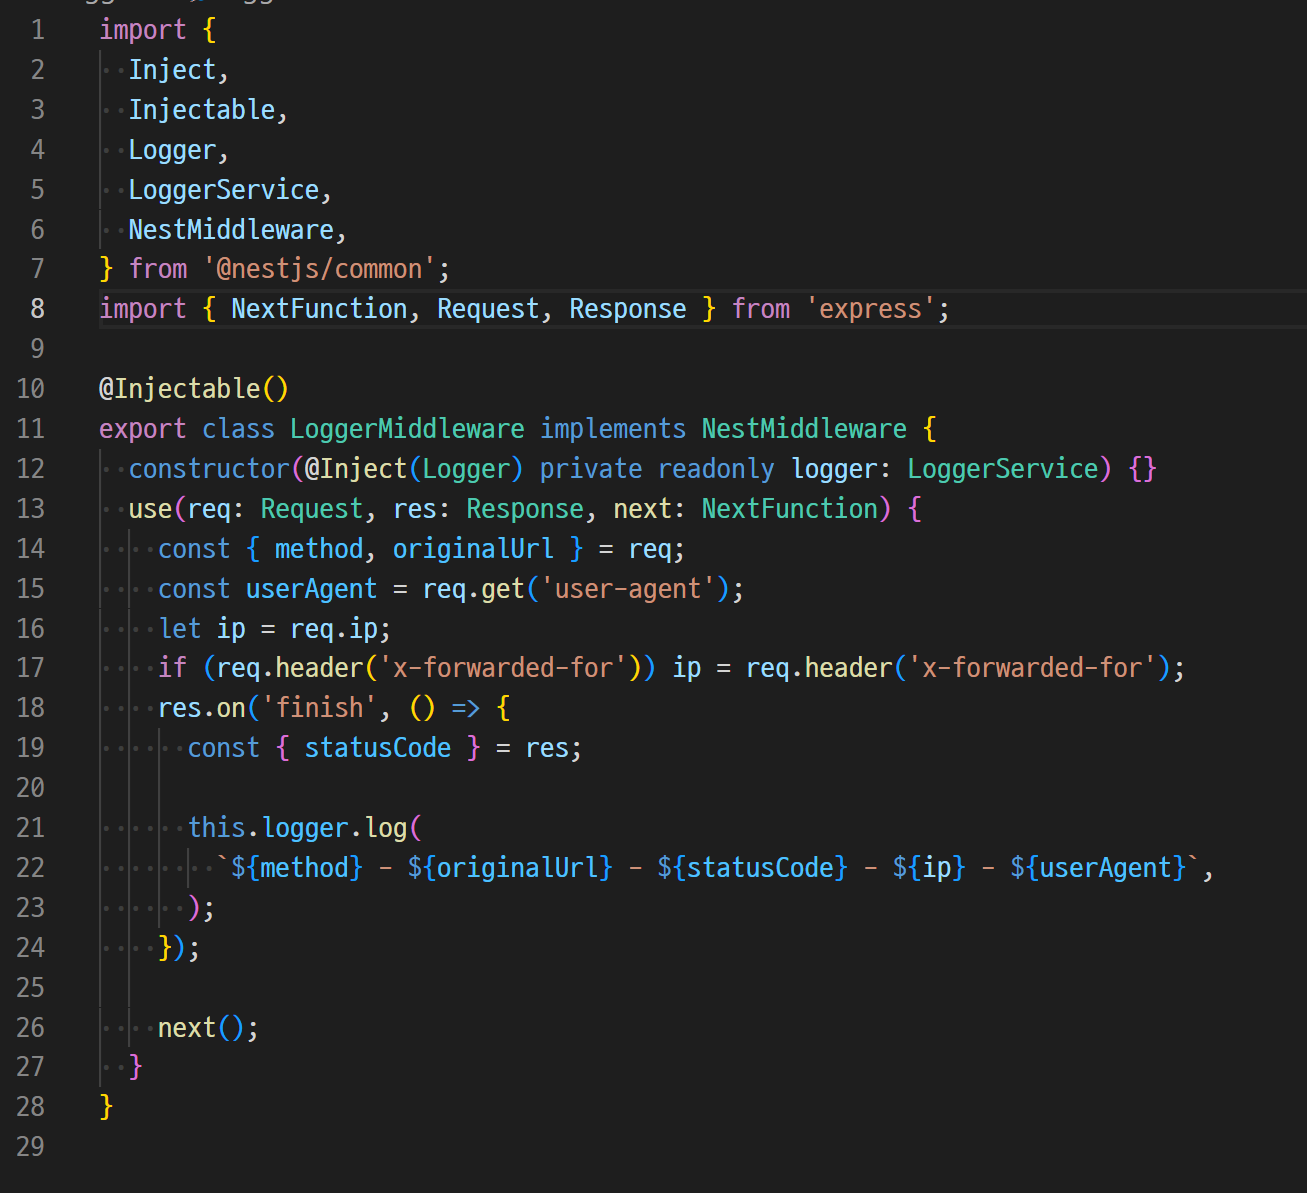 1 import {
2   Inject,
3   Injectable,
4   Logger,
5   LoggerService,
6   NestMiddleware,
7 } from '@nestjs/common';
8 import { NextFunction, Request, Response } from 'express';
9
10 @Injectable()
11 export class LoggerMiddleware implements NestMiddleware {
12   constructor(@Inject(Logger) private readonly logger: LoggerService) {}
13   use(req: Request, res: Response, next: NextFunction) {
14     const { method, originalUrl } = req;
15     const userAgent = req.get('user-agent');
16     let ip = req.ip;
17     if (req.header('x-forwarded-for')) ip = req.header('x-forwarded-for');
18     res.on('finish', () => {
19       const { statusCode } = res;
20
21       this.logger.log(
22         `${method} - ${originalUrl} - ${statusCode} - ${ip} - ${userAgent}`,
23       );
24     });
25
26     next();
27   }
28 }
29